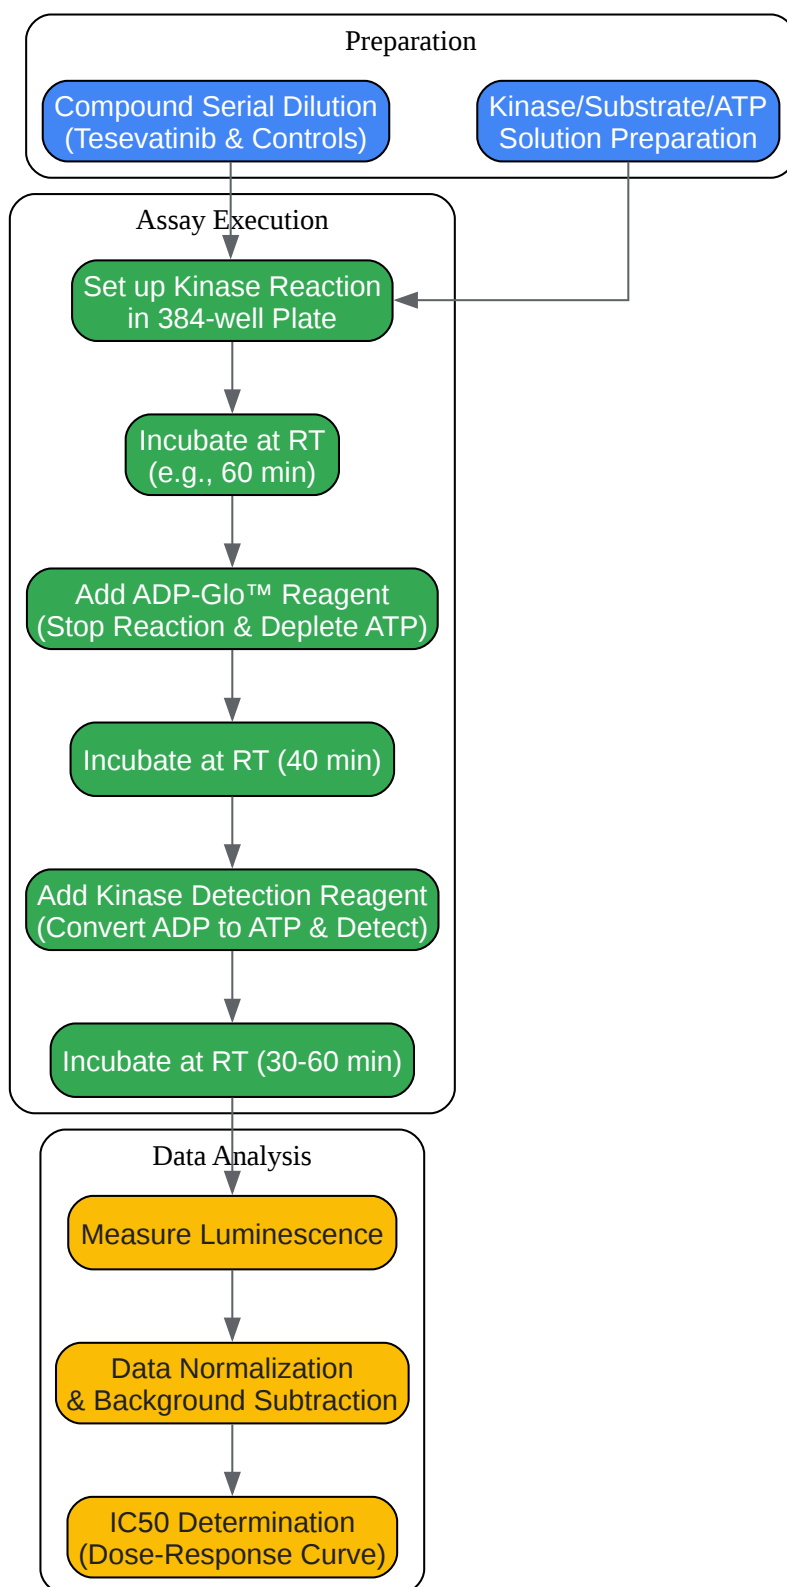 Preparation
Compound Serial Dilution
(Tesevatinib & Controls)
Kinase/Substrate/ATP
Solution Preparation
Assay Execution
Set up Kinase Reaction
in 384-well Plate
Incubate at RT
(e.g., 60 min)
Add ADP-Glo™ Reagent
(Stop Reaction & Deplete ATP)
Incubate at RT (40 min)
Add Kinase Detection Reagent
(Convert ADP to ATP & Detect)
Incubate at RT (30-60 min)
Data Analysis
Measure Luminescence
Data Normalization
& Background Subtraction
IC50 Determination
(Dose-Response Curve)